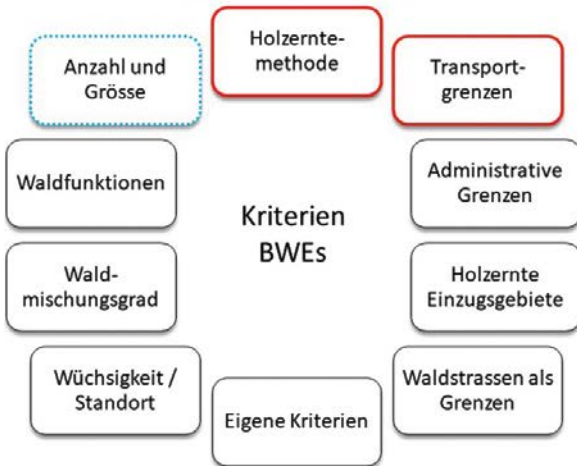 Holzernte-
methode
Anzahl und
Grösse
Transport-
grenzen
Waldfunktionen
Administrative
Grenzen
Kriterien
BWEs
Wald-
mischungsgrad
Holzernte
Einzugsgebiete
Wüchsigkeit /
Standort
Waldstrassen als
Grenzen
Eigene Kriterien